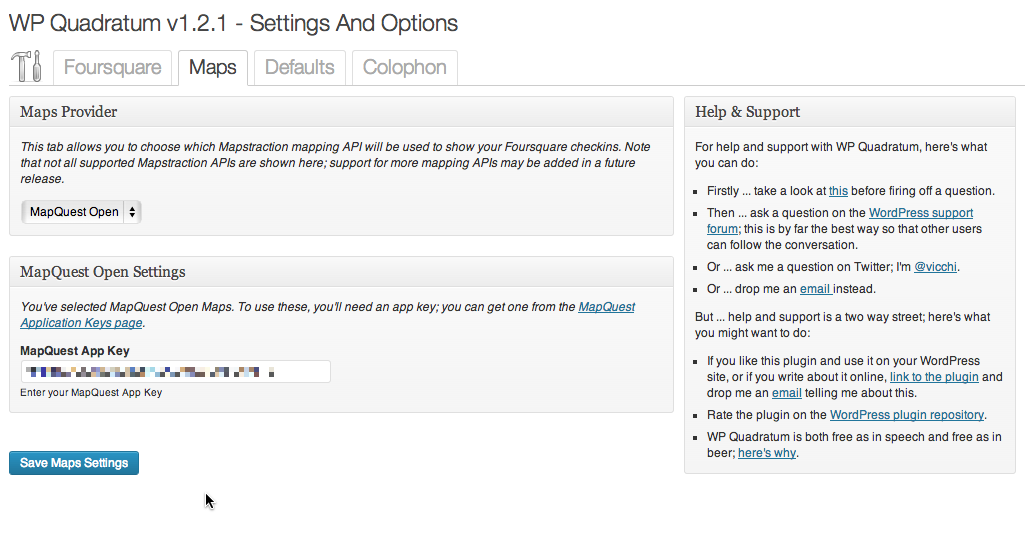 WP Quadratum v1.2.1 - Settings And Options
Foursquare
Maps
Defaults
Colophon
Maps Provider
This tab allows you to choose which Mapstraction mapping API will be used to show your Foursquare checkins. Note
that not all supported Mapstraction APIs are shown here; support for more mapping APIs may be added in a future
release.
MapQuest Open
MapQuest Open Settings
You've selected MapQuest Open Maps. To use these, you'll need an app key; you can get one from the MapQuest
Application Keys page.
MapQuest App Key
Enter your MapQuest App Key
Save Maps Settings
Help & Support
For help and support with WP Quadratum, here's what
you can do:
Firstly ... take a look at this before firing off a question.
Then ... ask a question on the WordPress support
forum; this is by far the best way so that other users
can follow the conversation.
Or ... ask me a question on Twitter; I'm @vicchi.
Or ... drop me an email instead.
But ... help and support is a two way street; here's what
you might want to do:
If you like this plugin and use it on your WordPress
site, or if you write about it online, link to the plugin and
drop me an email telling me about this.
Rate the plugin on the WordPress plugin repository.
WP Quadratum is both free as in speech and free as in
beer; here's why.